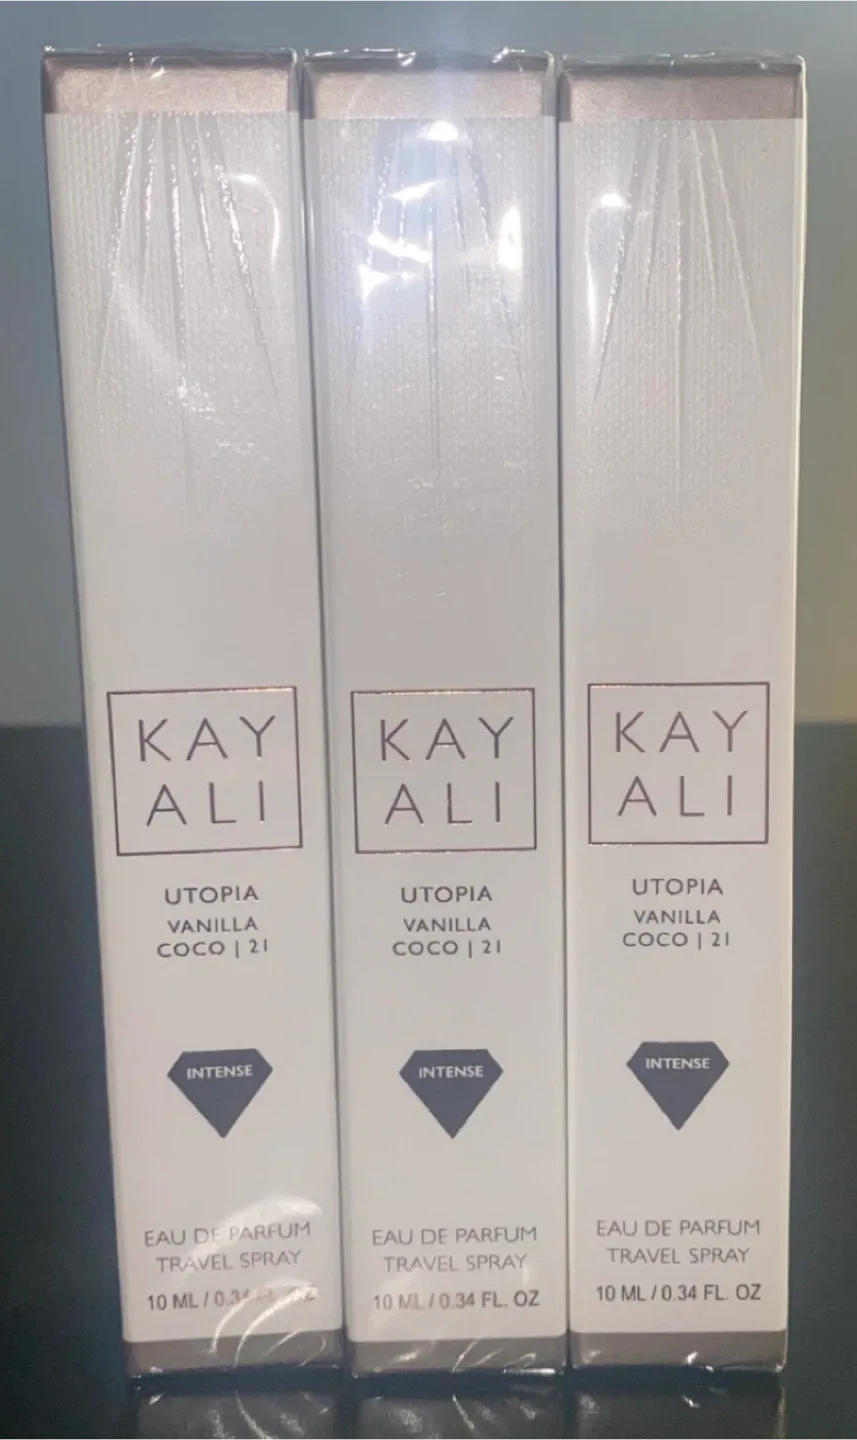 KAY
ALI
UTOPIA
VANILLA
COCO | 21
INTENSE
EAU DE PARFUM
TRAVEL SPRAY
10 ML / 0.34
KAY
ALI
UTOPIA
VANILLA
COCO | 21
INTENSE
EAU DE PARFUM
TRAVEL SPRAY
10 ML / 0.34 FL. OZ
KAY
ALI
UTOPIA
VANILLA
COCO | 21
INTENSE
EAU DE PARFUM
TRAVEL SPRAY
10 ML / 0.34 FL. OZ